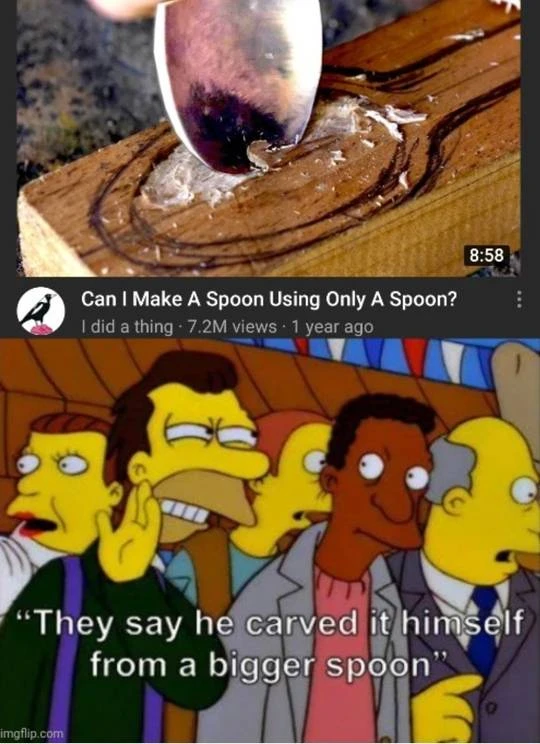 8:58
Can I Make A Spoon Using Only A Spoon?
I did a thing · 7.2M views · 1 year ago
“They say he carved it himself
from a bigger spoon”
imgflip.com